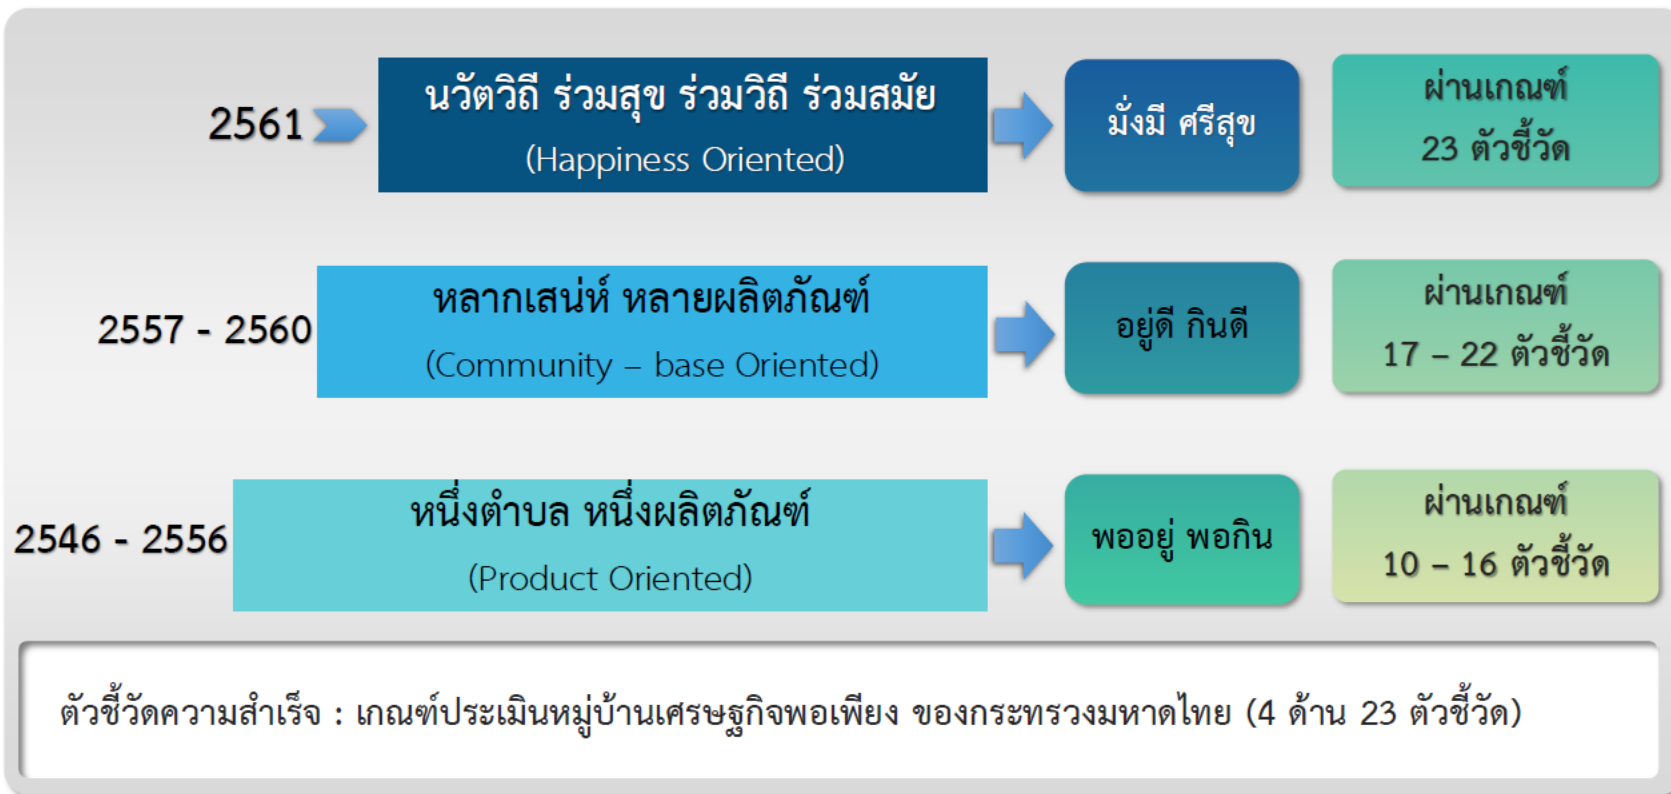 2561
นวัตวิถี ร่วมสุข ร่วมวิถี ร่วมสมัย
(Happiness Oriented)
มั่งมี ศรีสุข
ผ่านเกณฑ์
23 ตัวชี้วัด
2557 - 2560
หลากเสน่ห์ หลายผลิตภัณฑ์
(Community – base Oriented)
อยู่ดี กินดี
ผ่านเกณฑ์
17 – 22 ตัวชี้วัด
2546 - 2556
หนึ่งตำบล หนึ่งผลิตภัณฑ์
(Product Oriented)
พออยู่ พอกิน
ผ่านเกณฑ์
10 – 16 ตัวชี้วัด
ตัวชี้วัดความสำเร็จ : เกณฑ์ประเมินหมู่บ้านเศรษฐกิจพอเพียง ของกระทรวงมหาดไทย (4 ด้าน 23 ตัวชี้วัด)